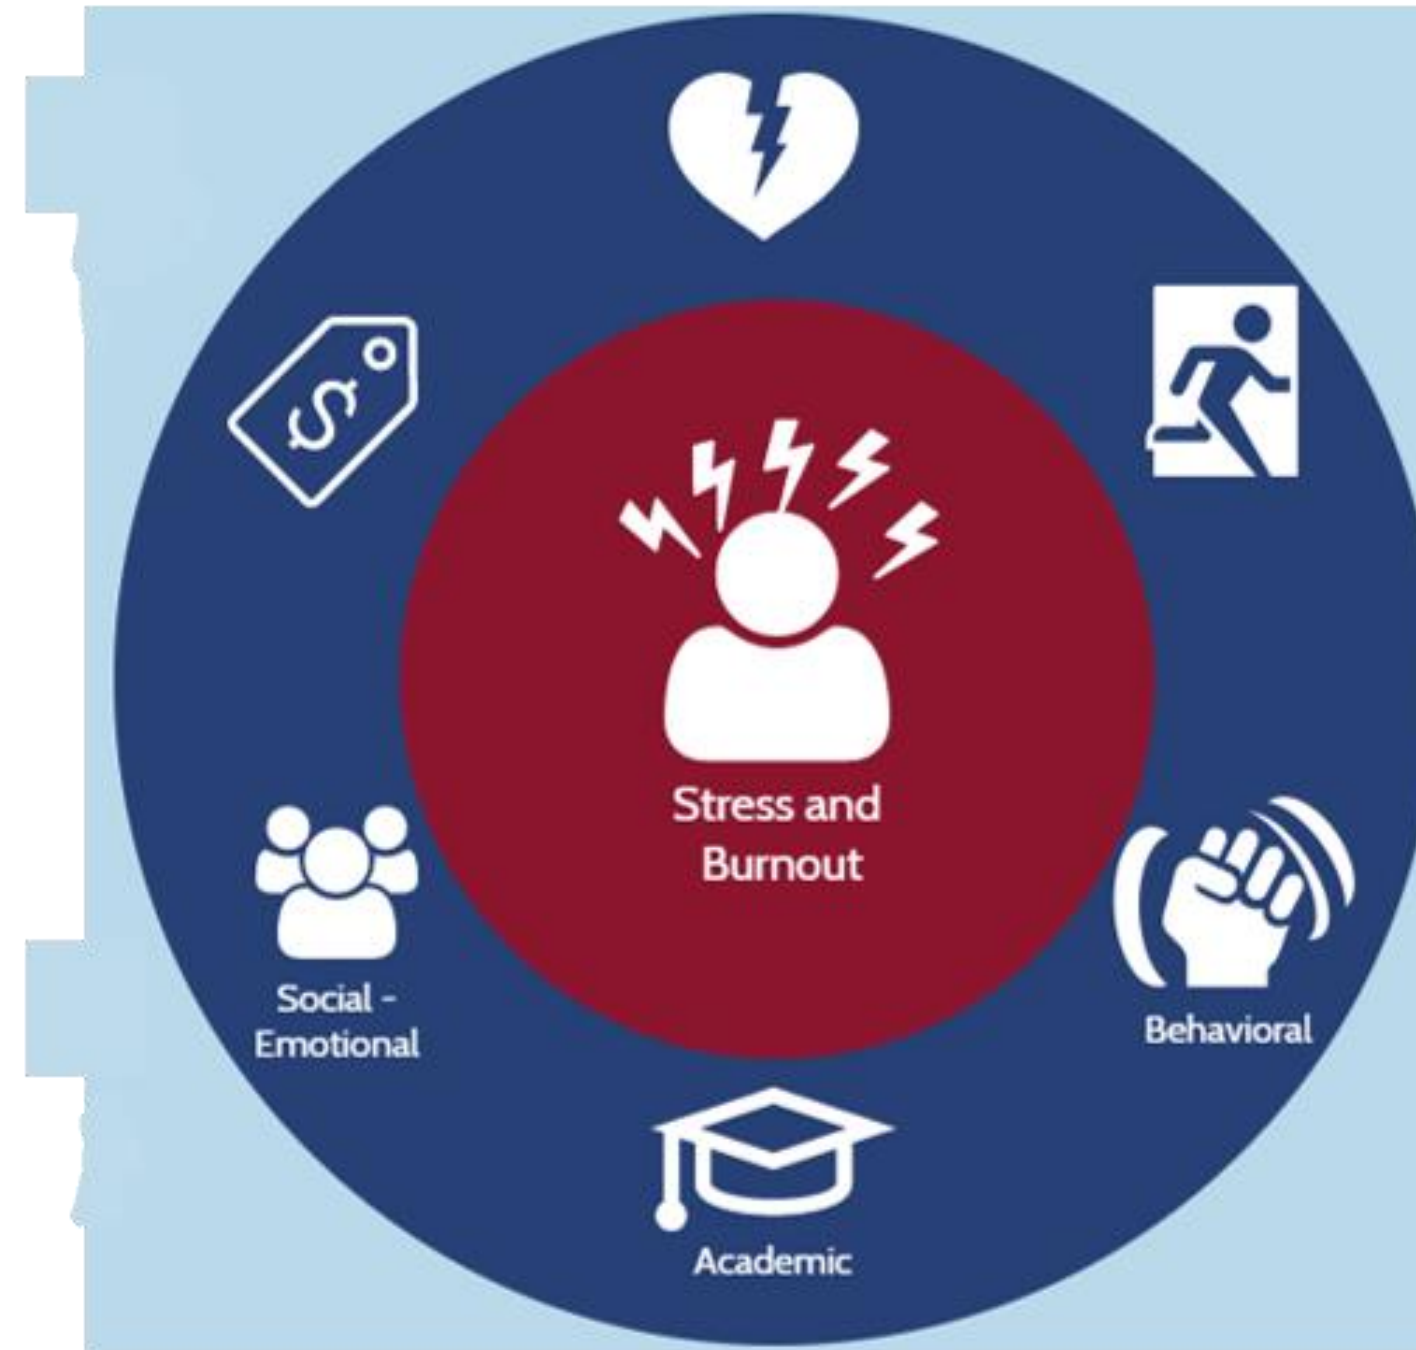 $
Stress and
Burnout
Social -
Emotional
Behavioral
Academic